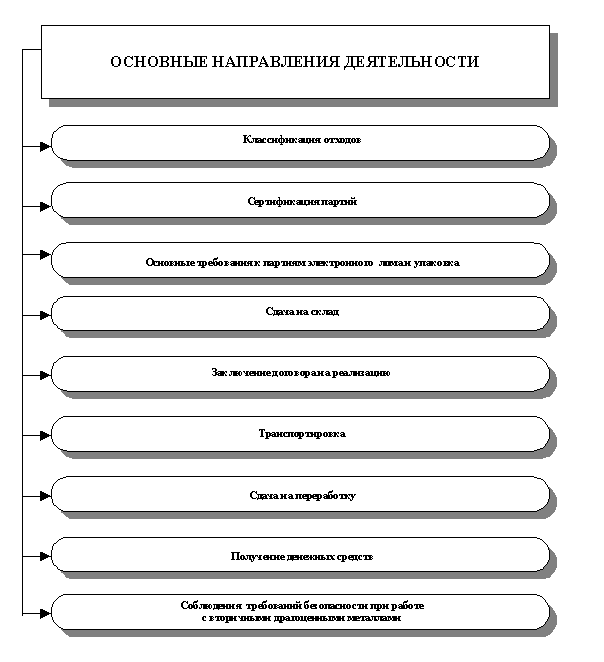 ОСНОВНЫЕ НАПРАВЛЕНИЯ ДЕЯТЕЛЬНОСТИ
Классификация отходов
Сертификация партий
Основные требования к партиям электронного лома и упаковка
Сдача на склад
Заключение договора на реализацию
Транспортировка
Сдача на переработку
Получение денежных средств
Соблюдения требований безопасности при работе
с вторичными драгоценными металлами